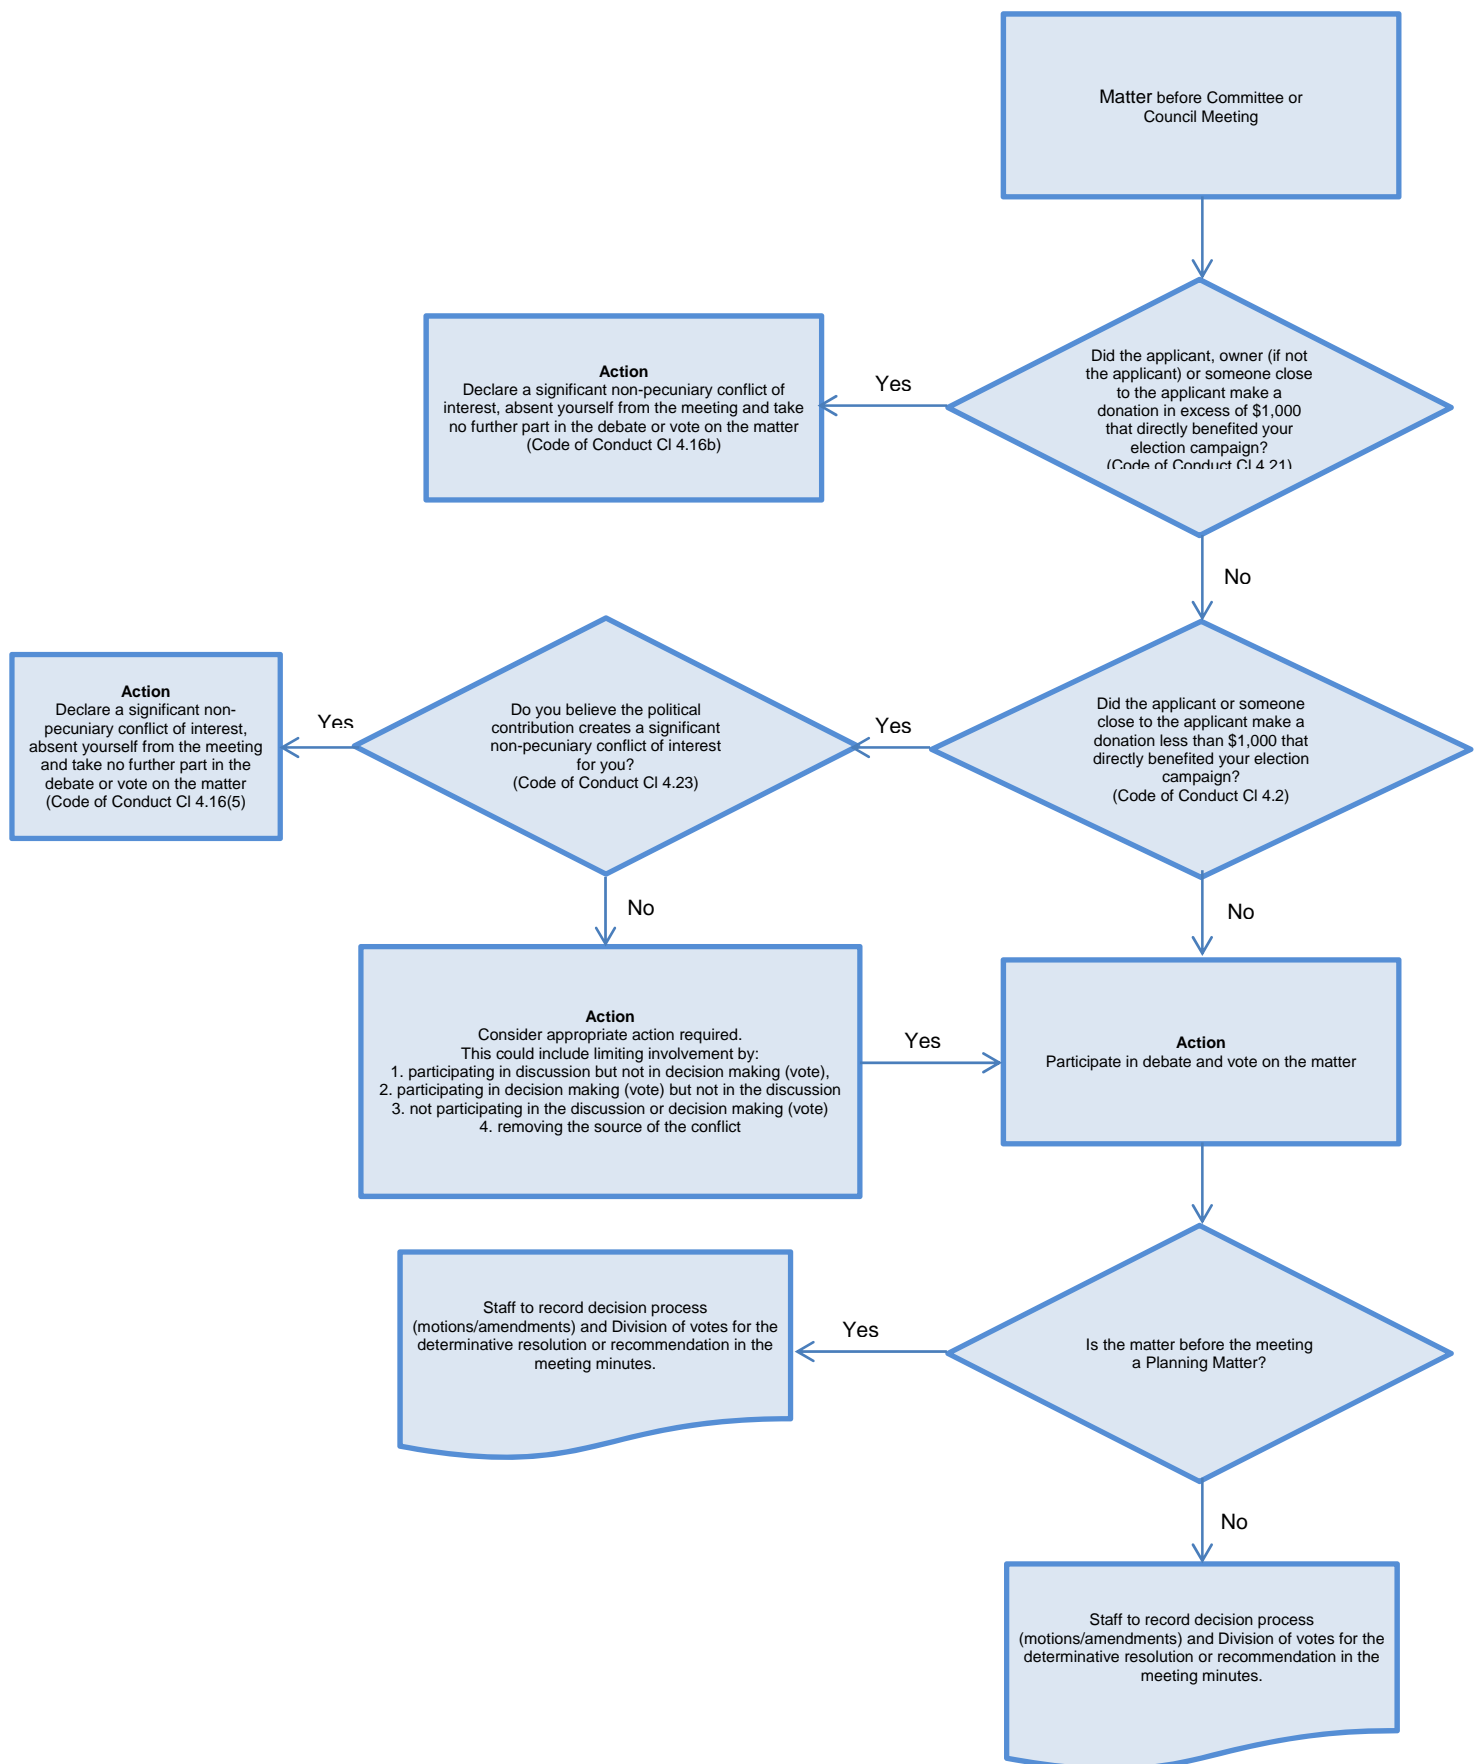 Matter before Committee or
Council Meeting
Did the applicant, owner (if not
the applicant) or someone close
to the applicant make a
donation in excess of $1,000
that directly benefited your
election campaign?
(Code of Conduct Cl 4.21)
Yes
Action
Declare a significant non-pecuniary conflict of
interest, absent yourself from the meeting and take
no further part in the debate or vote on the matter
(Code of Conduct Cl 4.16b)
No
Did the applicant or someone
close to the applicant make a
donation less than $1,000 that
directly benefited your election
campaign?
(Code of Conduct Cl 4.2)
Yes
Do you believe the political
contribution creates a significant
non-pecuniary conflict of interest
for you?
(Code of Conduct Cl 4.23)
Yes
Action
Declare a significant non-
pecuniary conflict of interest,
absent yourself from the meeting
and take no further part in the
debate or vote on the matter
(Code of Conduct Cl 4.16(5)
No
No
Action
Consider appropriate action required.
This could include limiting involvement by:
1. participating in discussion but not in decision making (vote),
2. participating in decision making (vote) but not in the discussion
3. not participating in the discussion or decision making (vote)
4. removing the source of the conflict
Yes
Action
Participate in debate and vote on the matter
Is the matter before the meeting
a Planning Matter?
Yes
Staff to record decision process
(motions/amendments) and Division of votes for the
determinative resolution or recommendation in the
meeting minutes.
No
Staff to record decision process
(motions/amendments) and Division of votes for the
determinative resolution or recommendation in the
meeting minutes.